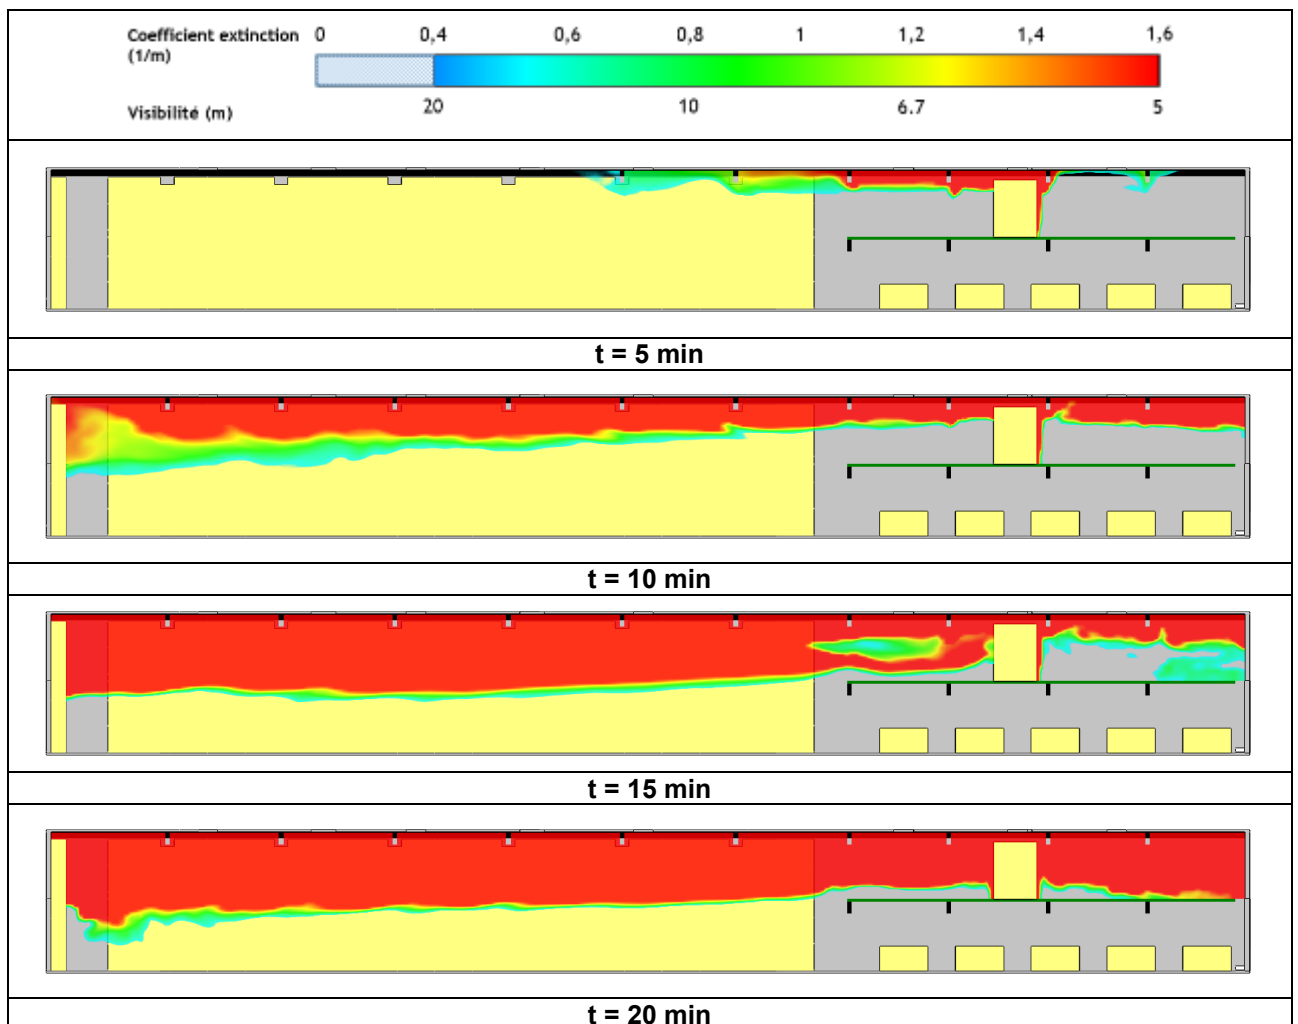 Coefficient extinction 0 0,4 0,6 0,8 1 1,2 1,4 1,6
(1/m)
Visibilité (m) 20 10 6.7 5
t = 5 min
t = 10 min
t = 15 min
t = 20 min